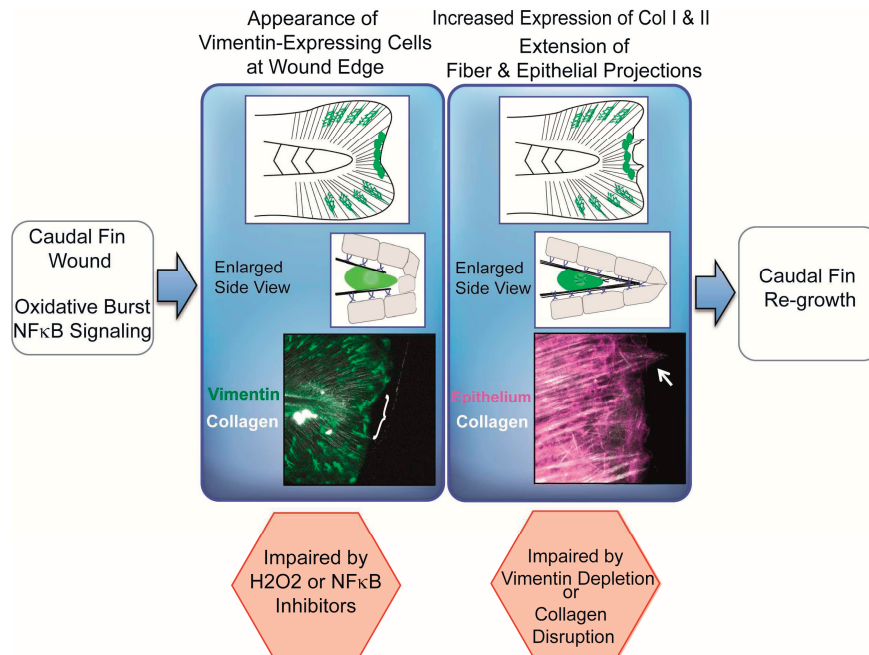 Appearance of
Vimentin-Expressing Cells
at Wound Edge
Increased Expression of Col I & II
Extension of
Fiber & Epithelial Projections
Caudal Fin
Wound
Oxidative Burst
NFκB Signaling
Enlarged
Side View
Vimentin
Collagen
Enlarged
Side View
Epithelium
Collagen
Caudal Fin
Re-growth
Impaired by
H2O2 or NFκB
Inhibitors
Impaired by
Vimentin Depletion
or
Collagen
Disruption